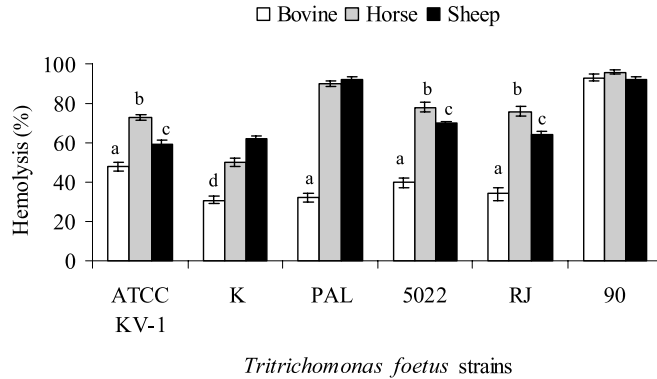 Bovine Horse Sheep
100
80
60
40
20
0
Hemolysis (%)
a b c
d
a
a b c
a b c
ATCC KV-1
K
PAL
5022
RJ
90
Tritrichomonas foetus strains